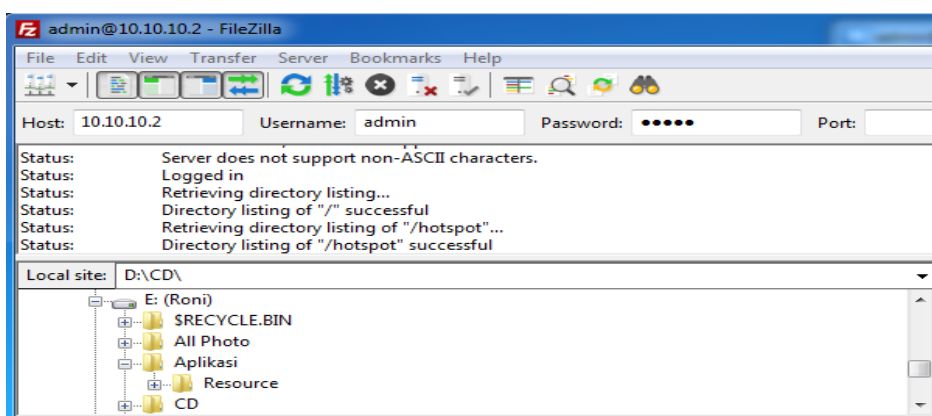 admin@10.10.10.2 - FileZilla
File Edit View Transfer Server Bookmarks Help
Host: 10.10.10.2 Username: admin Password: ●●●●● Port:
Status: Server does not support non-ASCII characters.
Status: Logged in
Status: Retrieving directory listing...
Status: Directory listing of "/" successful
Status: Retrieving directory listing of "/hotspot"...
Status: Directory listing of "/hotspot" successful
Local site: D:\CD\
E: (Roni)
$RECYCLE.BIN
All Photo
Aplikasi
Resource
CD